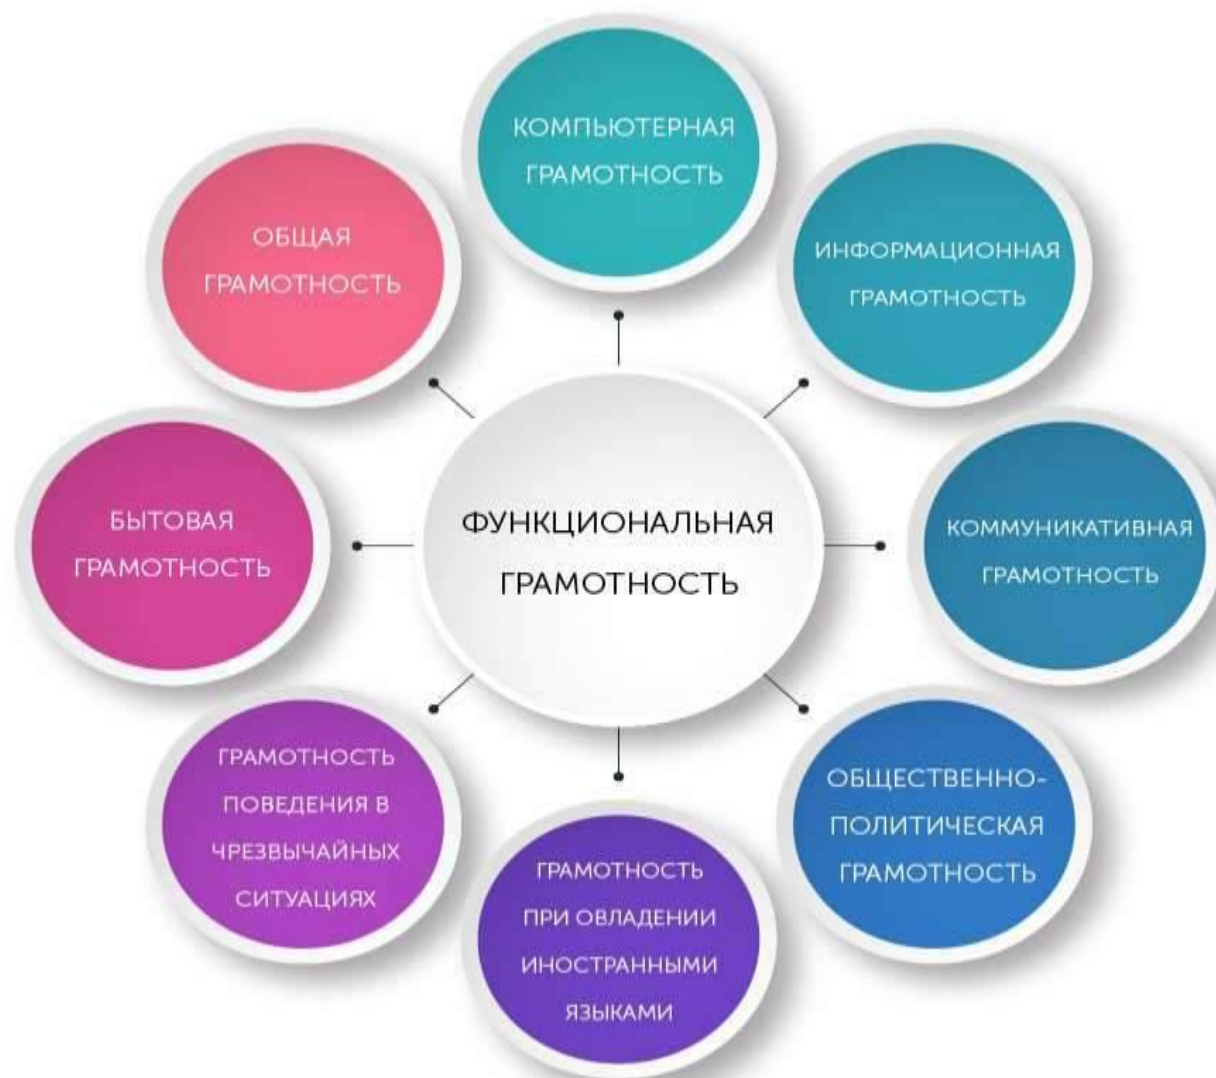 КОМПЬЮТЕРНАЯ
ГРАМОТНОСТЬ
ОБЩАЯ
ГРАМОТНОСТЬ
ИНФОРМАЦИОННАЯ
ГРАМОТНОСТЬ
БЫТОВАЯ
ГРАМОТНОСТЬ
ФУНКЦИОНАЛЬНАЯ
ГРАМОТНОСТЬ
КОММУНИКАТИВНАЯ
ГРАМОТНОСТЬ
ГРАМОТНОСТЬ
ПОВЕДЕНИЯ В
ЧРЕЗВЫЧАЙНЫХ
СИТУАЦИЯХ
ГРАМОТНОСТЬ
ПРИ ОВЛАДЕНИИ
ИНОСТРАННЫМИ
ЯЗЫКАМИ
ОБЩЕСТВЕННО-
ПОЛИТИЧЕСКАЯ
ГРАМОТНОСТЬ